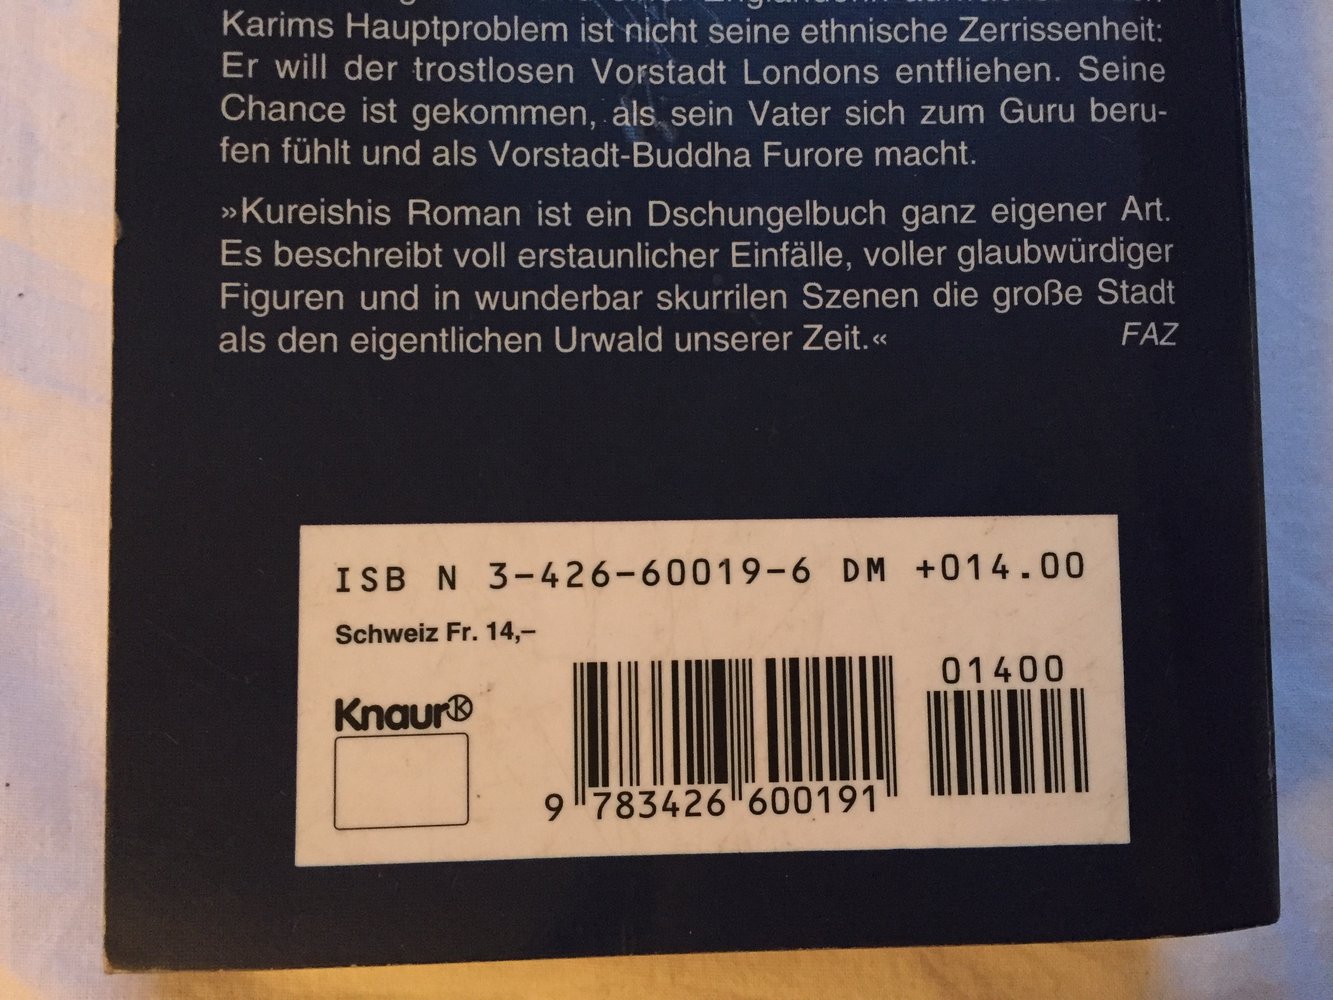 Karims Hauptproblem ist nicht seine ethnische Zerrissenheit:
Er will der trostlosen Vorstadt Londons entfliehen. Seine
Chance ist gekommen, als sein Vater sich zum Guru beru-
fen fühlt und als Vorstadt-Buddha Furore macht.
»Kureishis Roman ist ein Dschungelbuch ganz eigener Art.
Es beschreibt voll erstaunlicher Einfälle, voller glaubwürdiger
Figuren und in wunderbar skurrilen Szenen die große Stadt
als den eigentlichen Urwald unserer Zeit.« FAZ
ISB N 3-426-60019-6 DM +014.00
Schweiz Fr. 14,–
Knaur K
01400
9 783426 600191